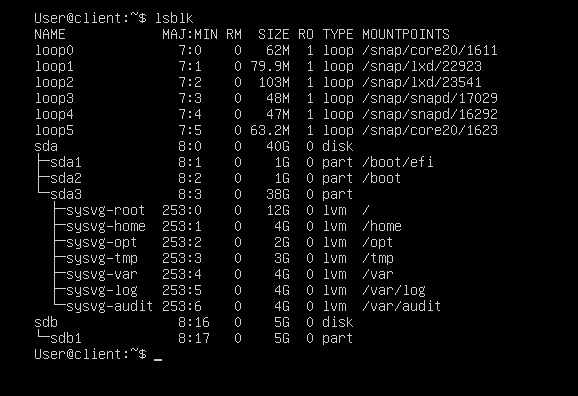 User@client:~$ lsblk
NAME                MAJ:MIN RM  SIZE RO TYPE MOUNTPOINTS
loop0                 7:0    0   62M  1 loop /snap/core20/1611
loop1                 7:1    0 79.9M  1 loop /snap/lxd/22923
loop2                 7:2    0  103M  1 loop /snap/lxd/23541
loop3                 7:3    0   48M  1 loop /snap/snapd/17029
loop4                 7:4    0   47M  1 loop /snap/snapd/16292
loop5                 7:5    0 63.2M  1 loop /snap/core20/1623
sda                   8:0    0   40G  0 disk
├─sda1                8:1    0    1G  0 part /boot/efi
├─sda2                8:2    0    1G  0 part /boot
└─sda3                8:3    0   38G  0 part
  ├─sysvg-root  253:0    0   12G  0 lvm  /
  ├─sysvg-home  253:1    0    4G  0 lvm  /home
  ├─sysvg-opt   253:2    0    2G  0 lvm  /opt
  ├─sysvg-tmp   253:3    0    3G  0 lvm  /tmp
  ├─sysvg-var   253:4    0    4G  0 lvm  /var
  ├─sysvg-log   253:5    0    4G  0 lvm  /var/log
  └─sysvg-audit 253:6    0    4G  0 lvm  /var/audit
sdb                   8:16   0    5G  0 disk
└─sdb1                8:17   0    5G  0 part
User@client:~$ _